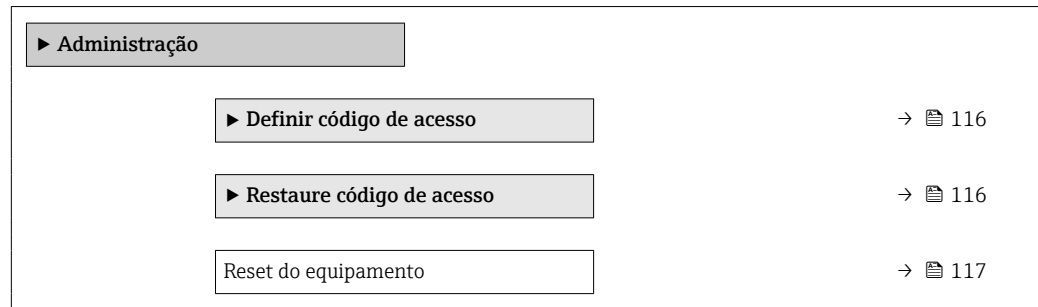 ▶ Administração
▶ Definir código de acesso → 116
▶ Restaure código de acesso → 116
Reset do equipamento → 117